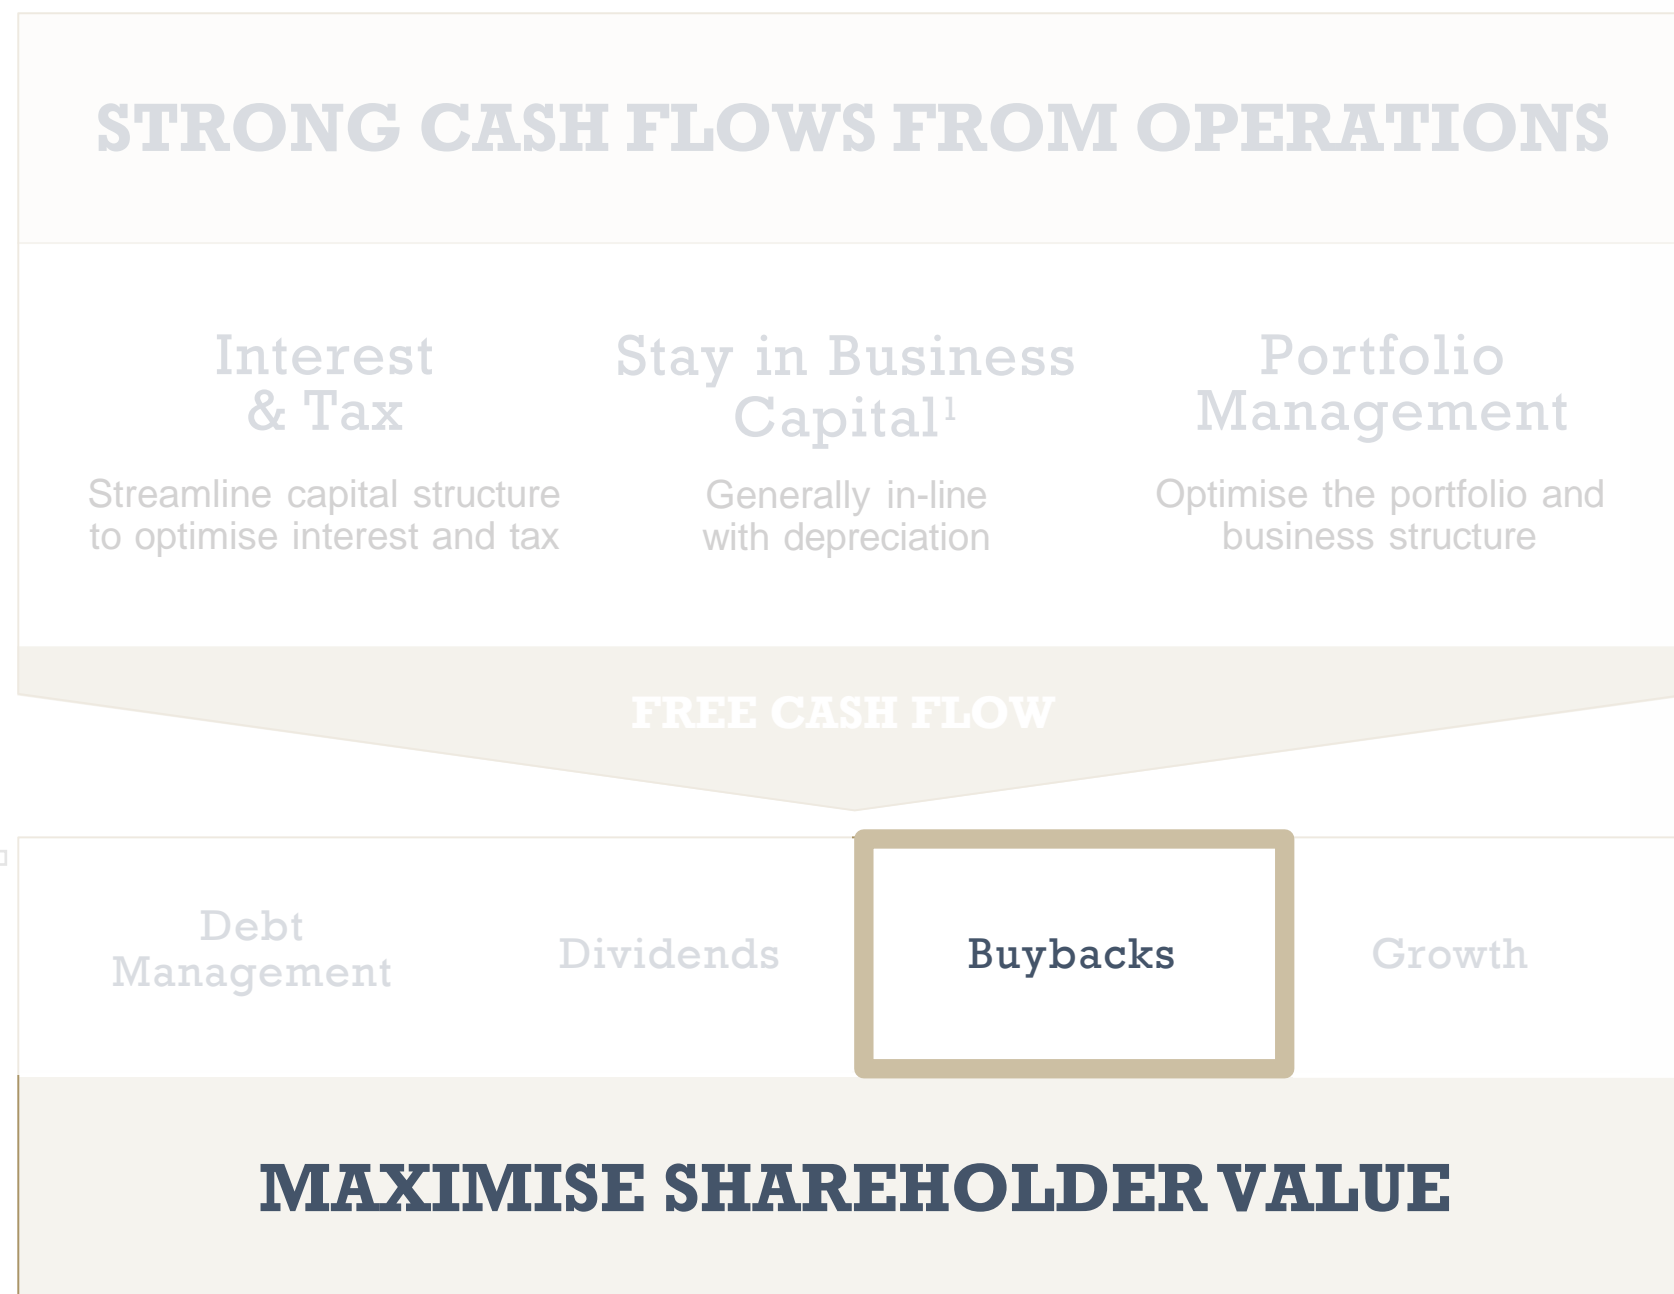 STRONG CASH FLOWS FROM OPERATIONS
Interest
& Tax
Streamline capital structure
to optimise interest and tax
Stay in Business
Capital¹
Generally in-line
with depreciation
Portfolio
Management
Optimise the portfolio and
business structure
FREE CASH FLOW
Debt
Management
Dividends
Buybacks
Growth
MAXIMISE SHAREHOLDER VALUE